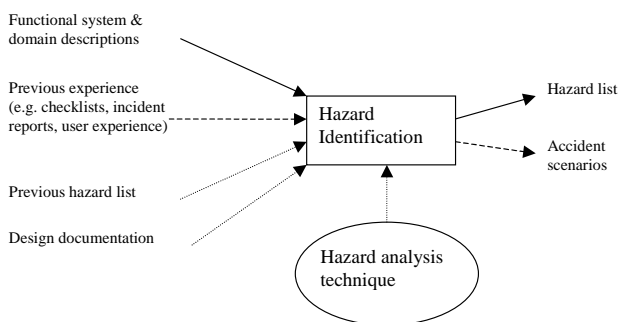 Functional system &
domain descriptions
Previous experience
(e.g. checklists, incident
reports, user experience)
Previous hazard list
Design documentation
Hazard
Identification
Hazard analysis
technique
Hazard list
Accident
scenarios